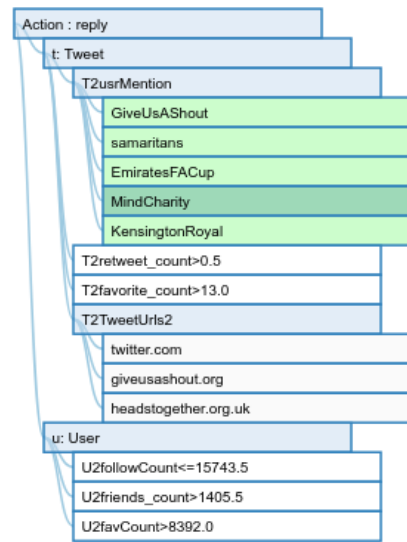 Action : reply
t: Tweet
T2usrMention
GiveUsAShout
samaritans
EmiratesFACup
MindCharity
KensingtonRoyal
T2retweet_count>0.5
T2favorite_count>13.0
T2TweetUrls2
twitter.com
giveusashout.org
headstogether.org.uk
u: User
U2followCount<=15743.5
U2friends_count>1405.5
U2favCount>8392.0